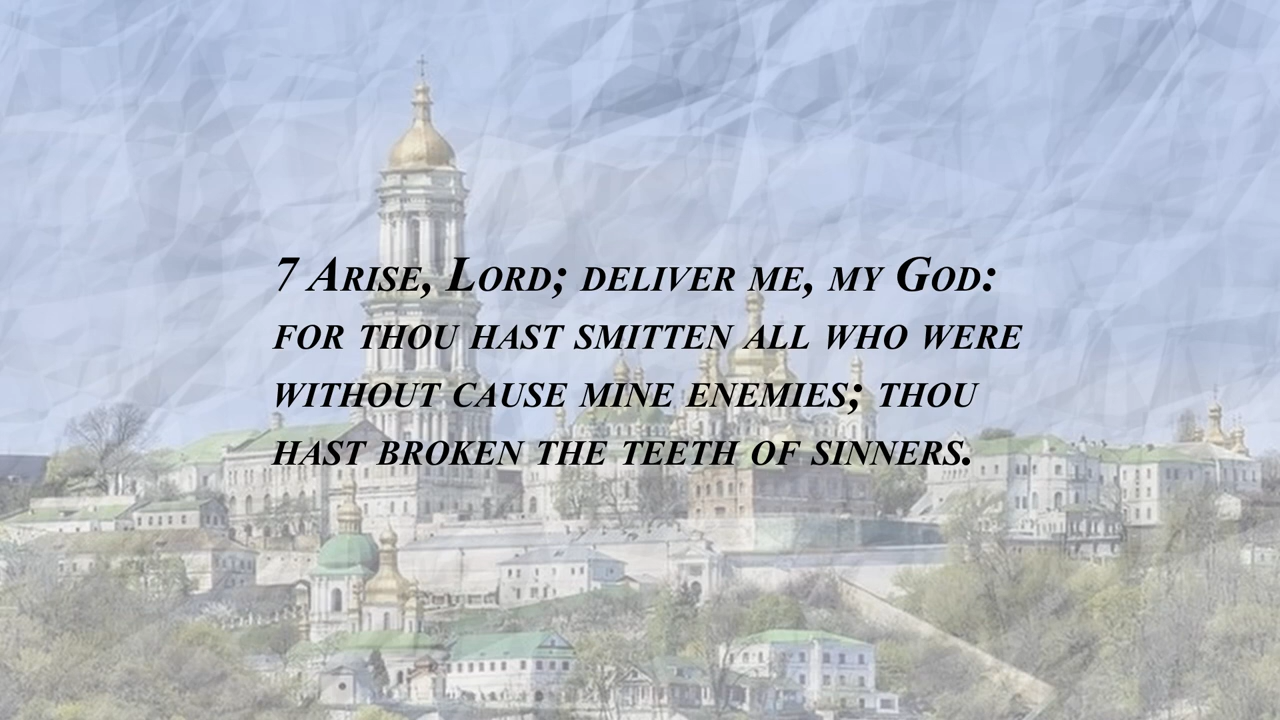 7 Arise, Lord; deliver me, my God:
for thou hast smitten all who were
without cause mine enemies; thou
hast broken the teeth of sinners.